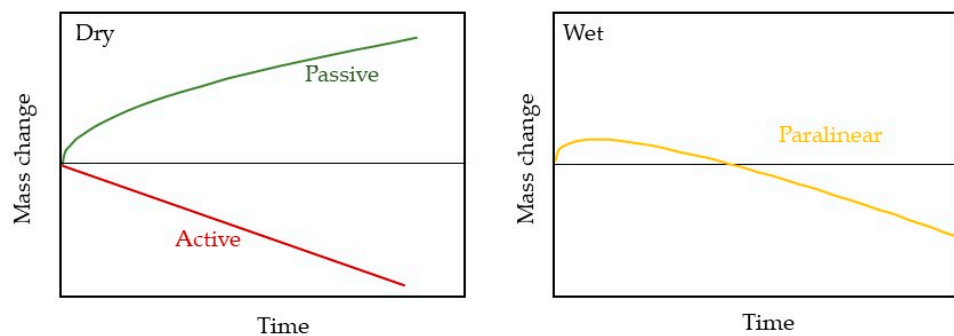 Dry
Passive
Active
Mass change
Time
Wet
Paralinear
Mass change
Time